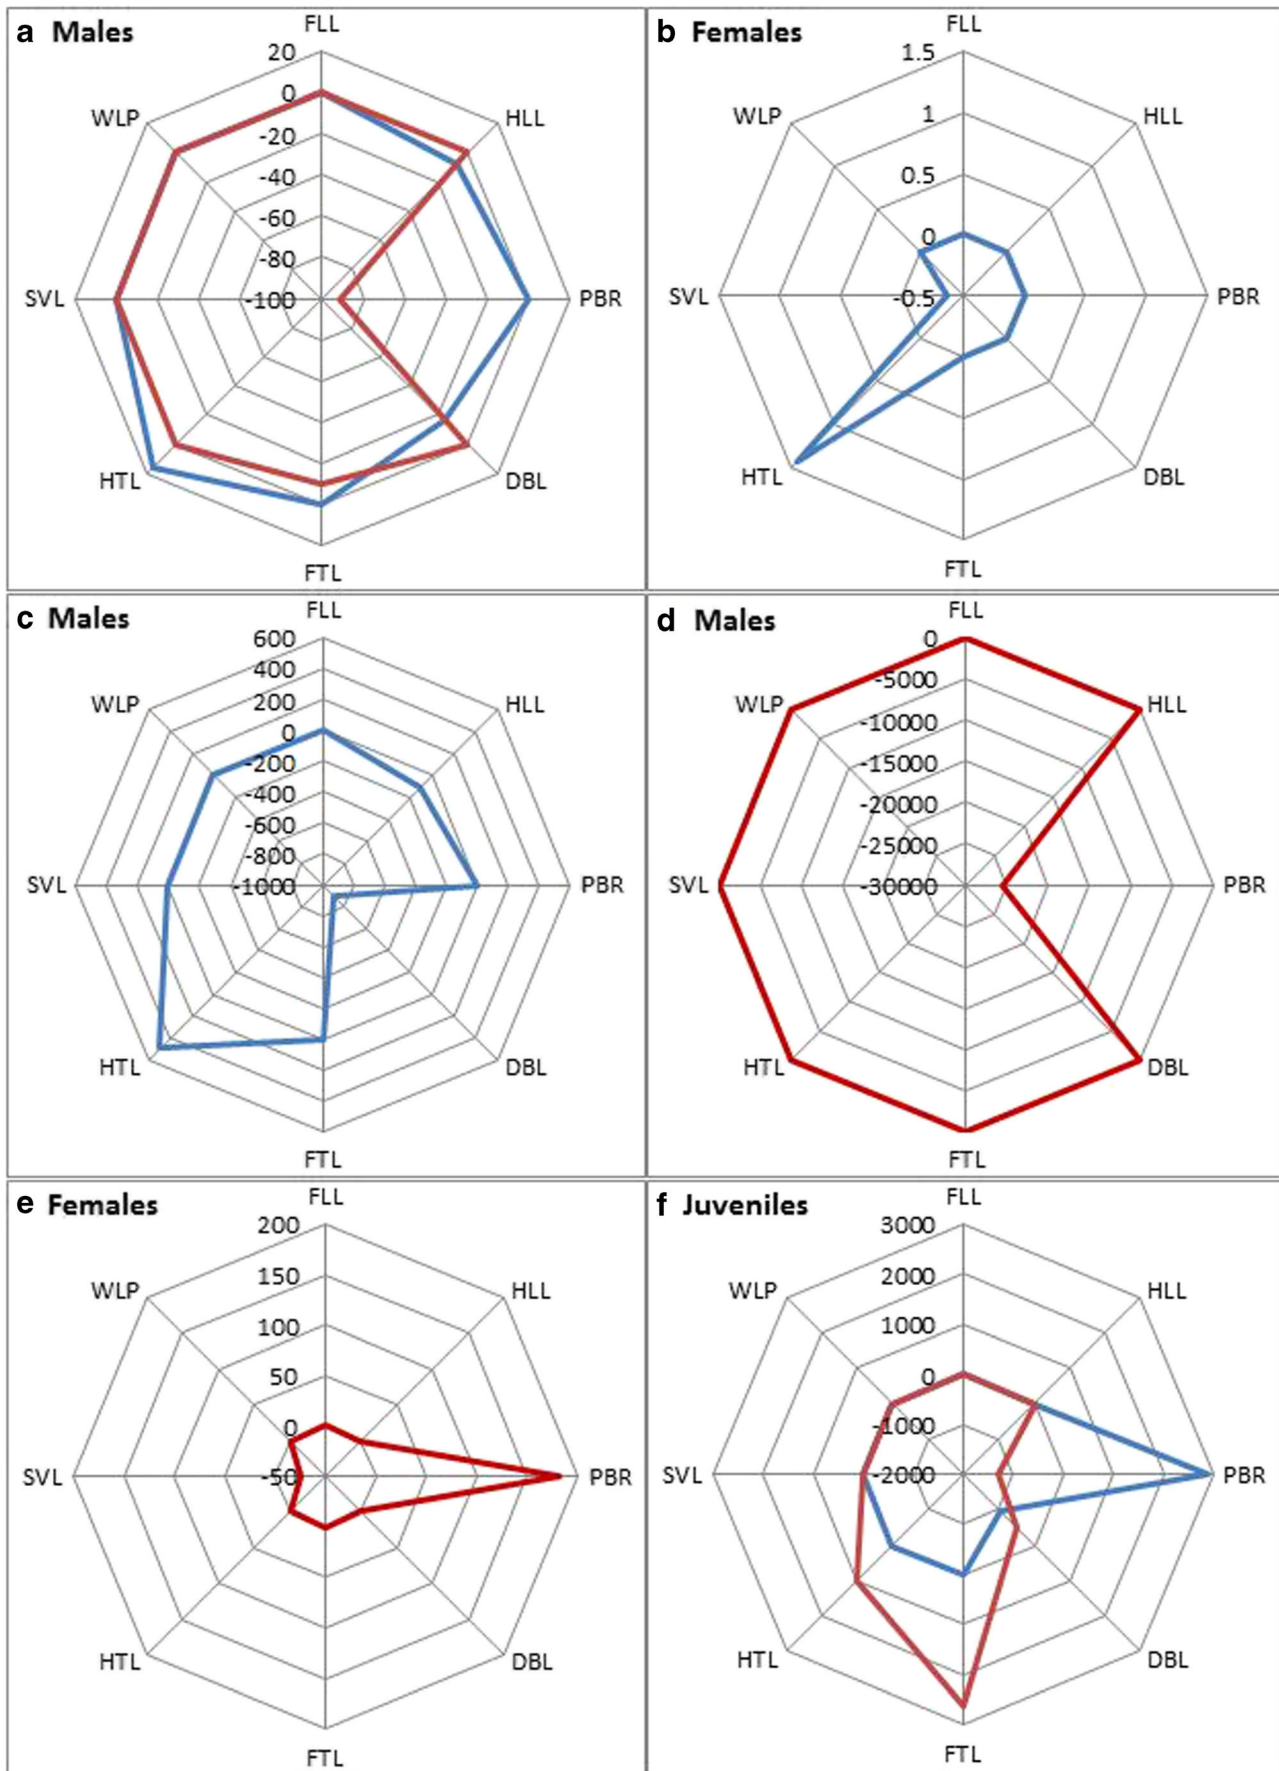 a Males
FLL
20
0
-20
-40
-60
-80
-100
HLL
PBR
DBL
FTL
HTL
SVL
WLP
b Females
FLL
1.5
1
0.5
0
-0.5
HLL
PBR
DBL
FTL
HTL
SVL
WLP
c Males
FLL
600
400
200
0
-200
-400
-600
-800
-1000
HLL
PBR
DBL
FTL
HTL
SVL
WLP
d Males
FLL
0
-5000
-10000
-15000
-20000
-25000
-30000
HLL
PBR
DBL
FTL
HTL
SVL
WLP
e Females
FLL
200
150
100
50
0
-50
HLL
PBR
DBL
FTL
HTL
SVL
WLP
f Juveniles
FLL
3000
2000
1000
0
-1000
-2000
HLL
PBR
DBL
FTL
HTL
SVL
WLP